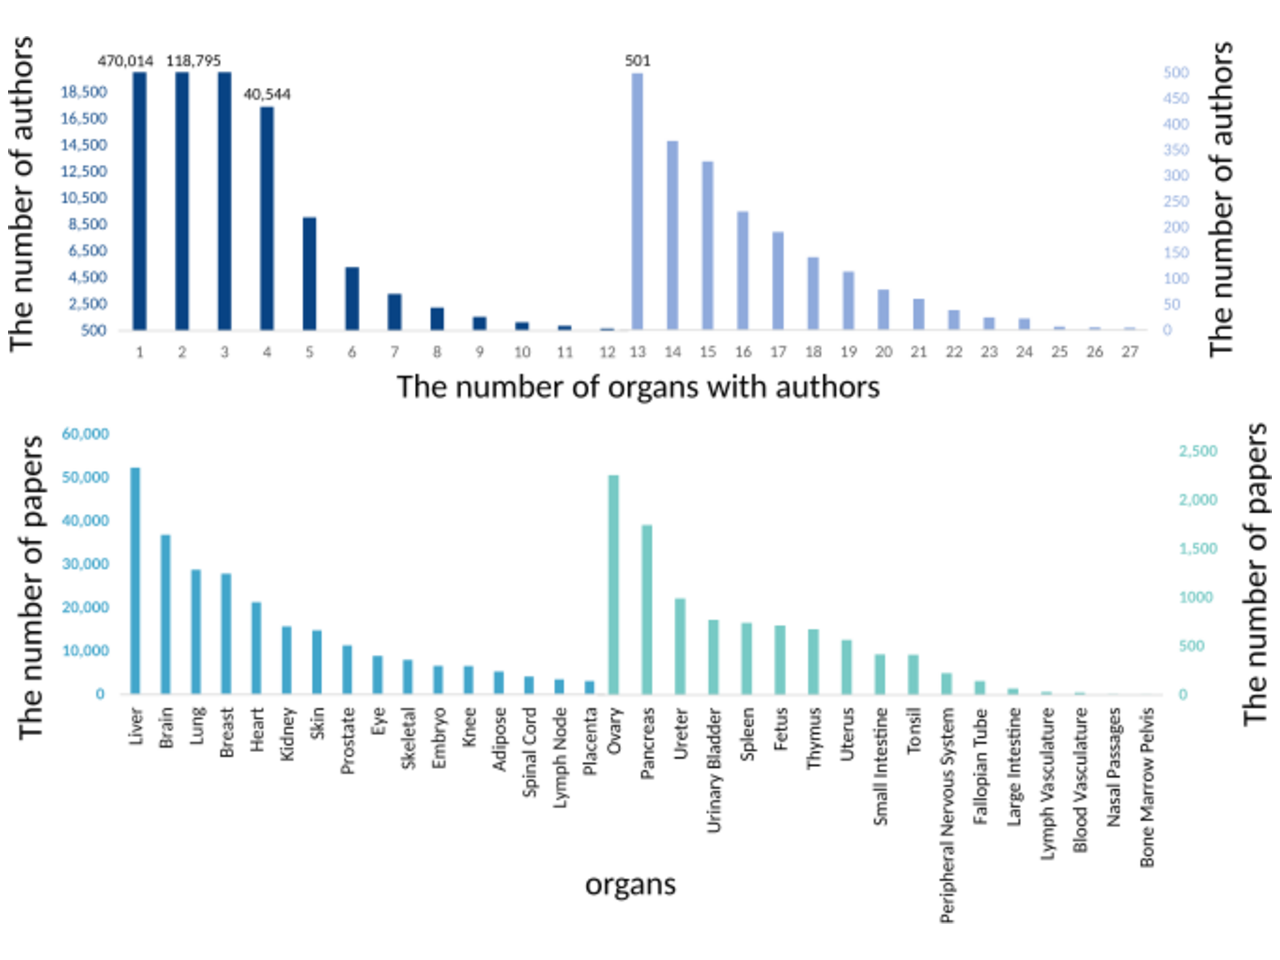 The number of authors
470,014 118,795
40,544
501
18,500
16,500
14,500
12,500
10,500
8,500
6,500
4,500
2,500
500
500
450
400
350
300
250
200
150
100
50
0
The number of authors
1 2 3 4 5 6 7 8 9 10 11 12 13 14 15 16 17 18 19 20 21 22 23 24 25 26 27
The number of organs with authors
The number of papers
60,000
50,000
40,000
30,000
20,000
10,000
0
2,500
2,000
1,500
1000
500
0
The number of papers
Liver
Brain
Lung
Breast
Heart
Kidney
Skin
Prostate
Eye
Skeletal
Embryo
Knee
Adipose
Spinal Cord
Lymph Node
Placenta
Ovary
Pancreas
Ureter
Urinary Bladder
Spleen
Fetus
Thymus
Uterus
Small Intestine
Tonsil
Peripheral Nervous System
Fallopian Tube
Large Intestine
Lymph Vasculature
Blood Vasculature
Nasal Passages
Bone Marrow Pelvis
organs